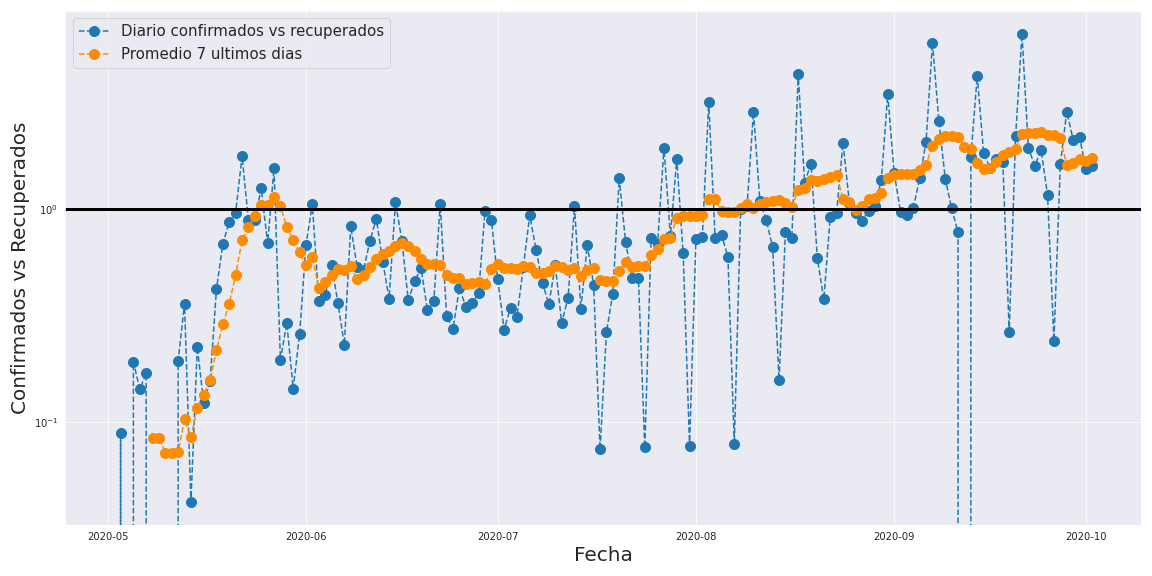 Diario confirmados vs recuperados
Promedio 7 ultimos dias
Confirmados vs Recuperados
10⁰
10⁻¹
2020-05
2020-06
2020-07
2020-08
2020-09
2020-10
Fecha